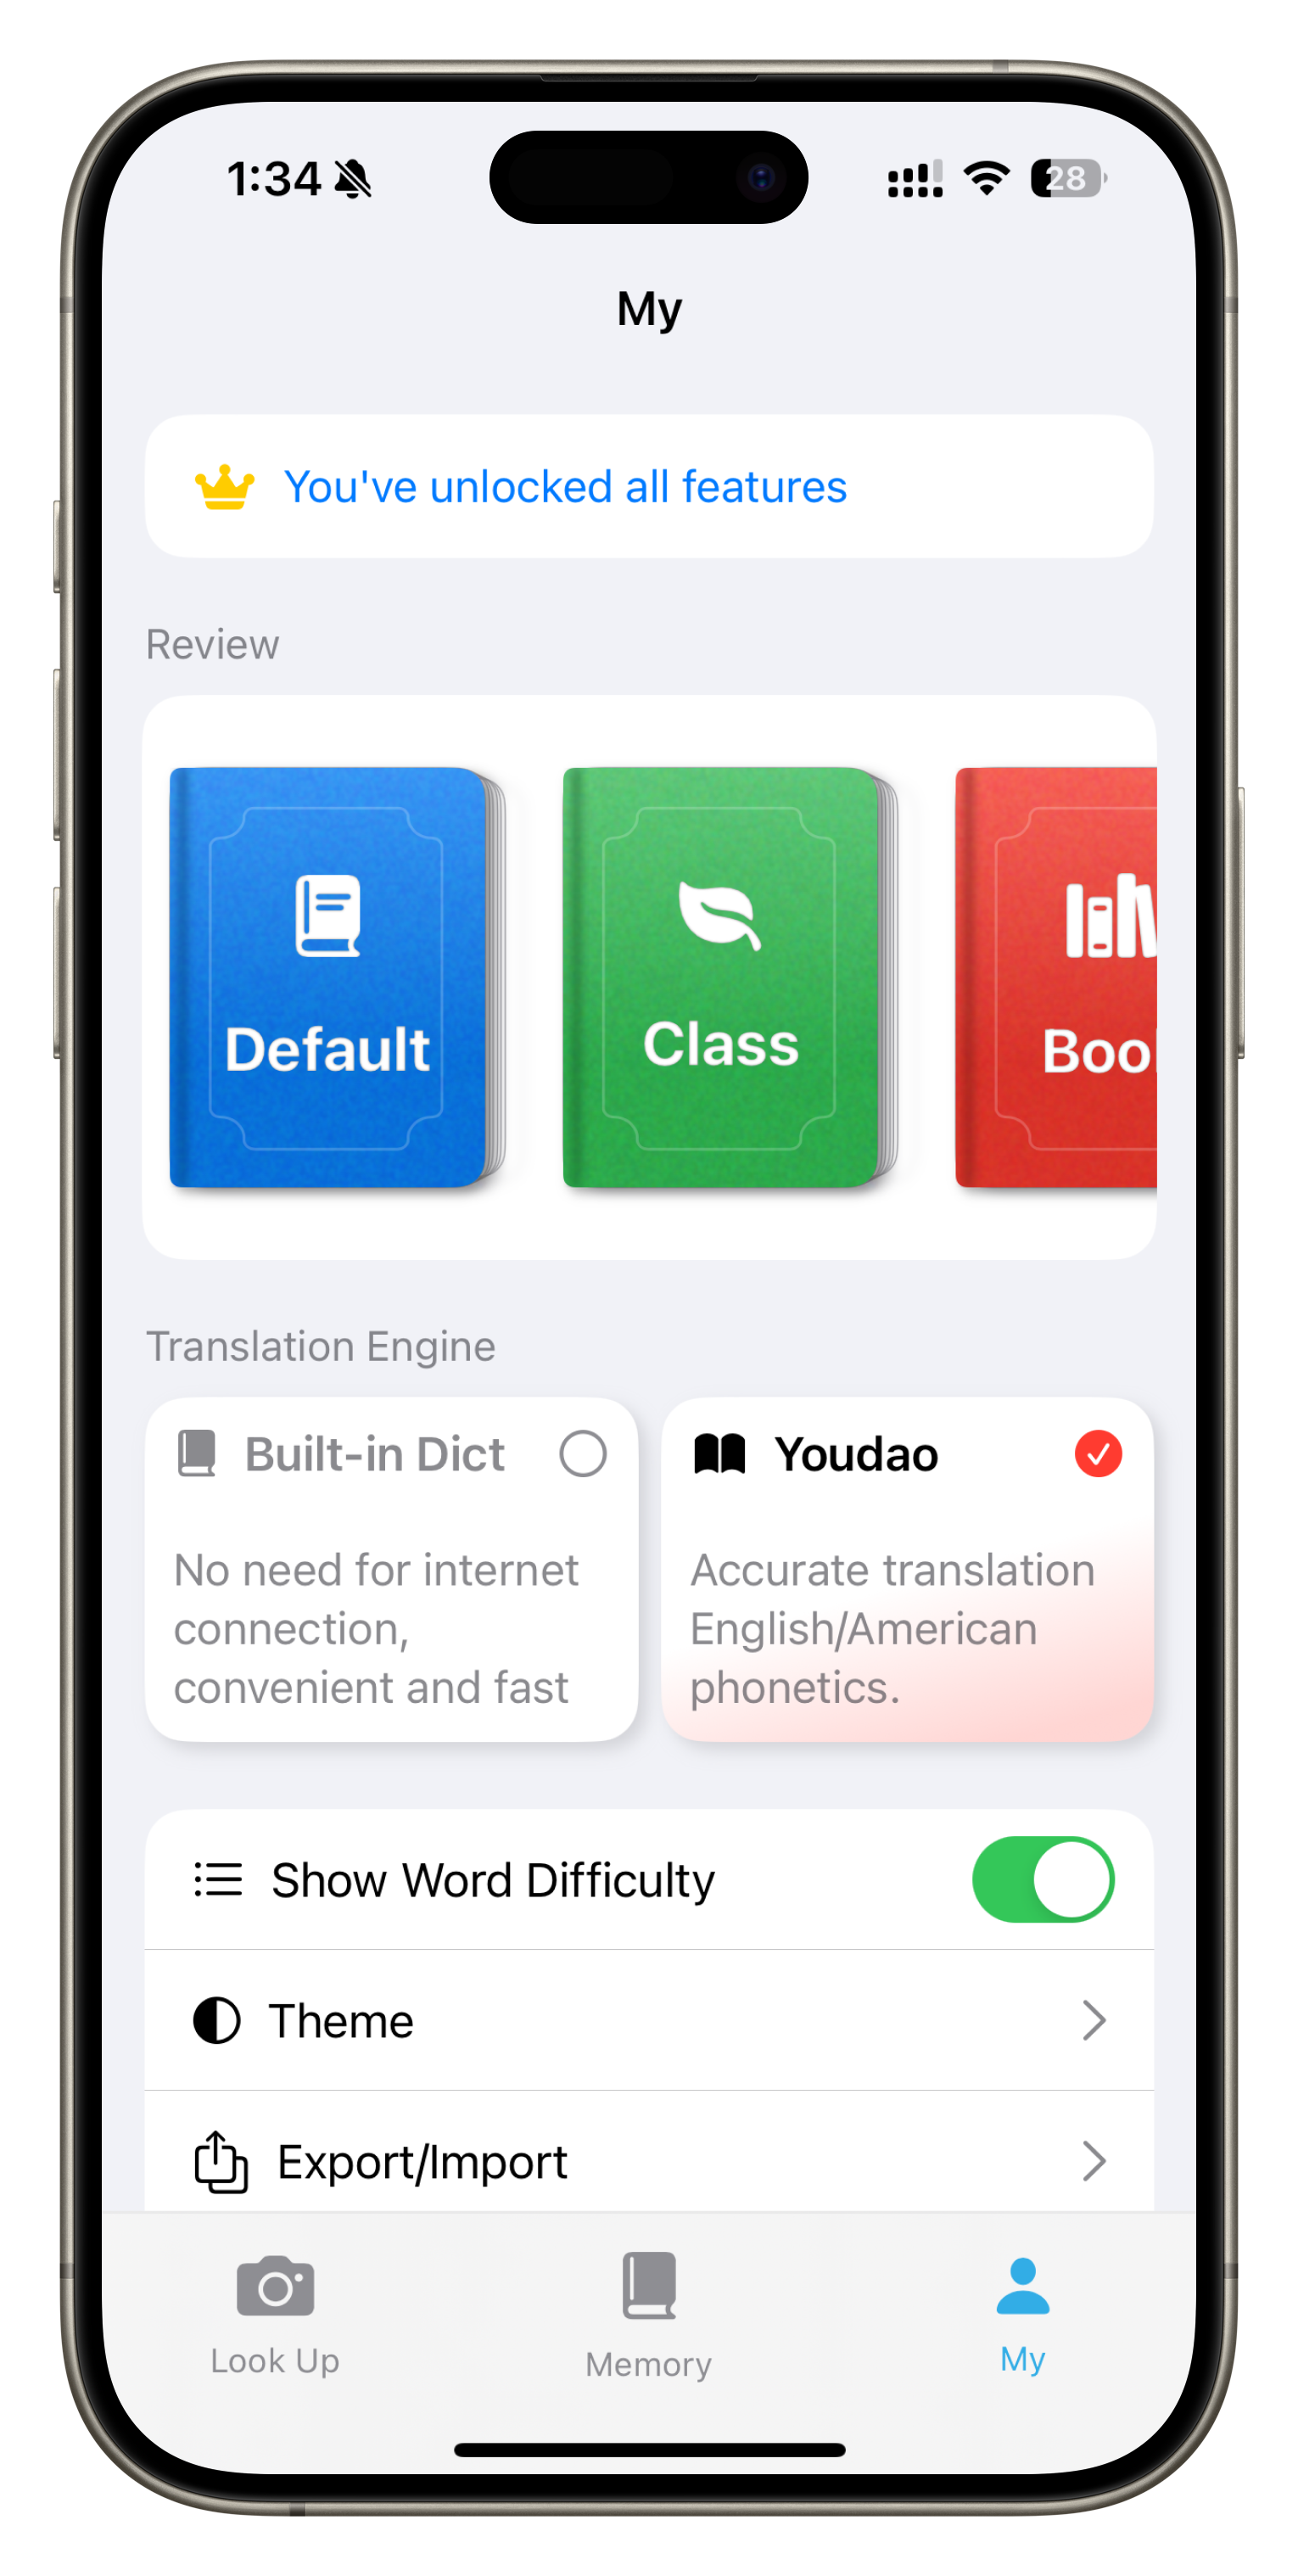 1:34
28
My
You've unlocked all features
Review
Default
Class
Translation Engine
Built-in Dict
Youdao
No need for internet
connection,
convenient and fast
Accurate translation
English/American
phonetics.
Show Word Difficulty
Theme
Export/Import
Look Up
Memory
My